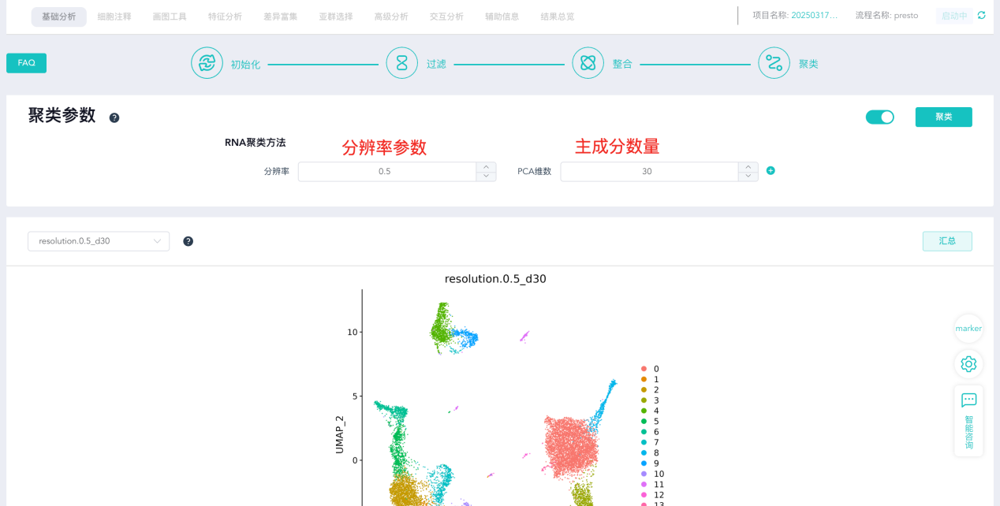 基础分析 细胞注释 画图工具 特征分析 差异富集 亚群选择 高级分析 交互分析 辅助信息 结果总览 项目名称: 20250317... 流程名称: presto 启动中
FAQ 初始化 过滤 整合 聚类
聚类参数 ? 聚类
RNA聚类方法 分辨率参数 主成分数量
分辨率 0.5 PCA维数 30
resolution.0.5_d30 ? 汇总
resolution.0.5_d30
10
5
0
UMAP_2
0
1
2
3
4
5
6
7
8
9
10
11
12
13
marker
智能咨询